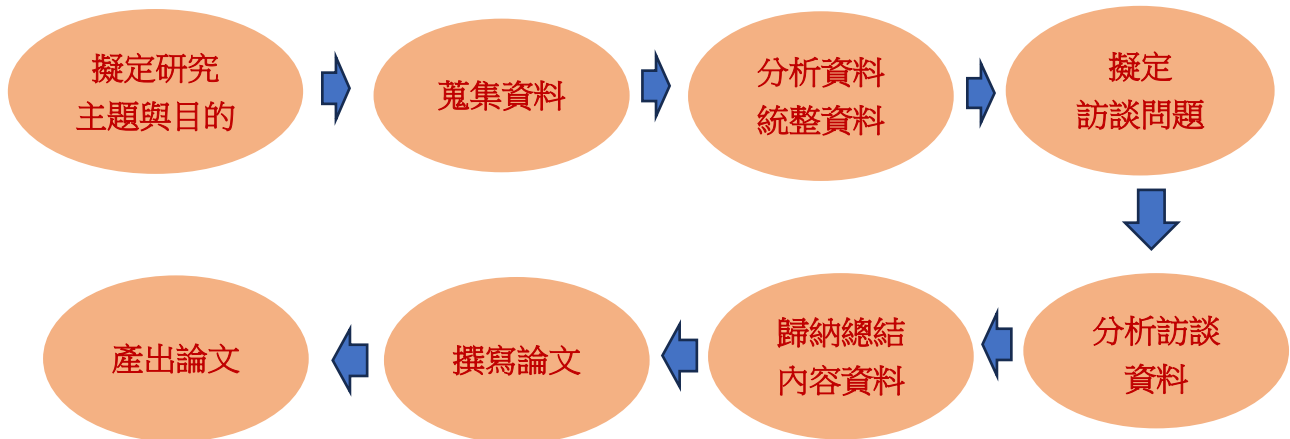 擬定研究
主題與目的
蒐集資料
分析資料
統整資料
擬定
訪談問題
分析訪談
資料
歸納總結
內容資料
撰寫論文
產出論文